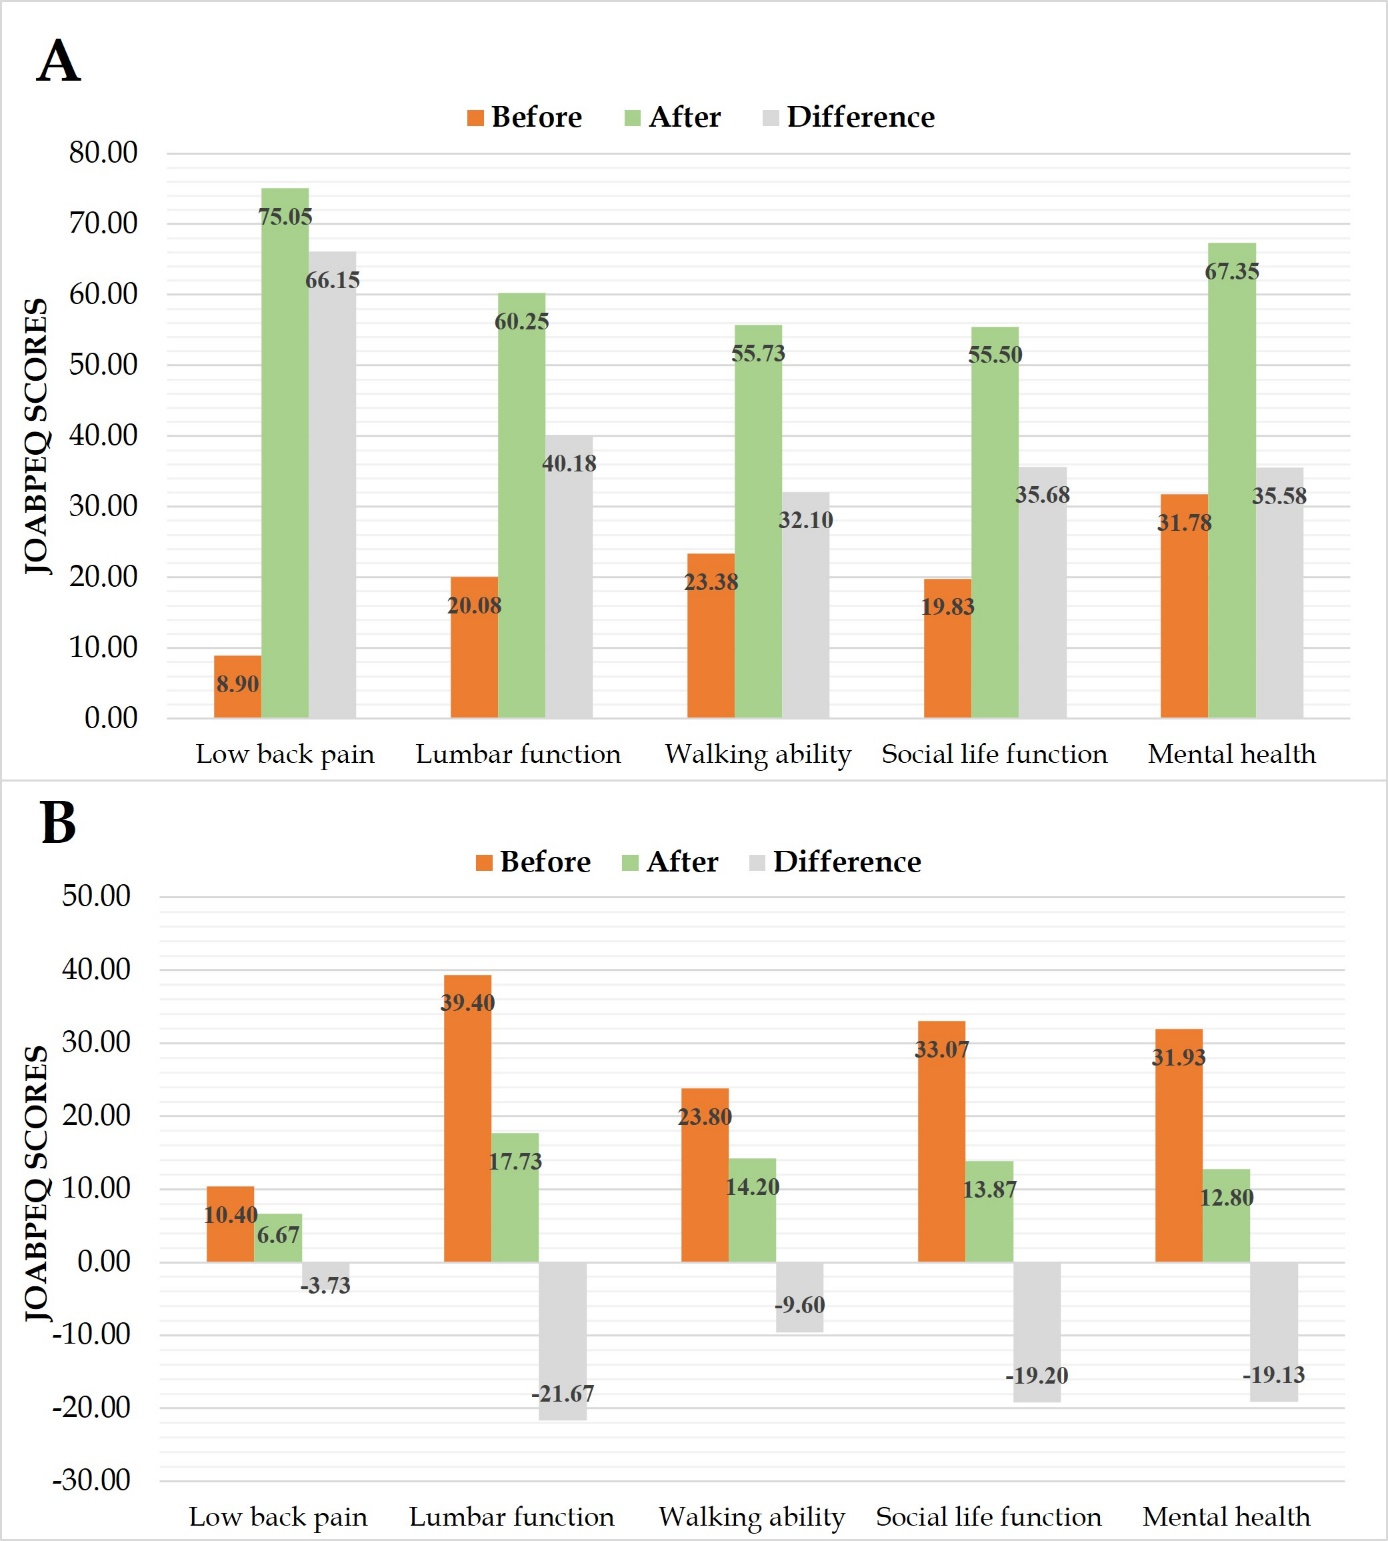 A
Before After Difference
80.00
70.00
60.00
50.00
40.00
30.00
20.00
10.00
0.00
JOABPEQ SCORES
8.90 75.05 66.15
20.08 60.25 40.18
23.38 55.73 32.10
19.83 55.50 35.68
31.78 67.35 35.58
Low back pain Lumbar function Walking ability Social life function Mental health
B
Before After Difference
50.00
40.00
30.00
20.00
10.00
0.00
-10.00
-20.00
-30.00
JOABPEQ SCORES
10.40 6.67 -3.73
39.40 17.73 -21.67
23.80 14.20 -9.60
33.07 13.87 -19.20
31.93 12.80 -19.13
Low back pain Lumbar function Walking ability Social life function Mental health